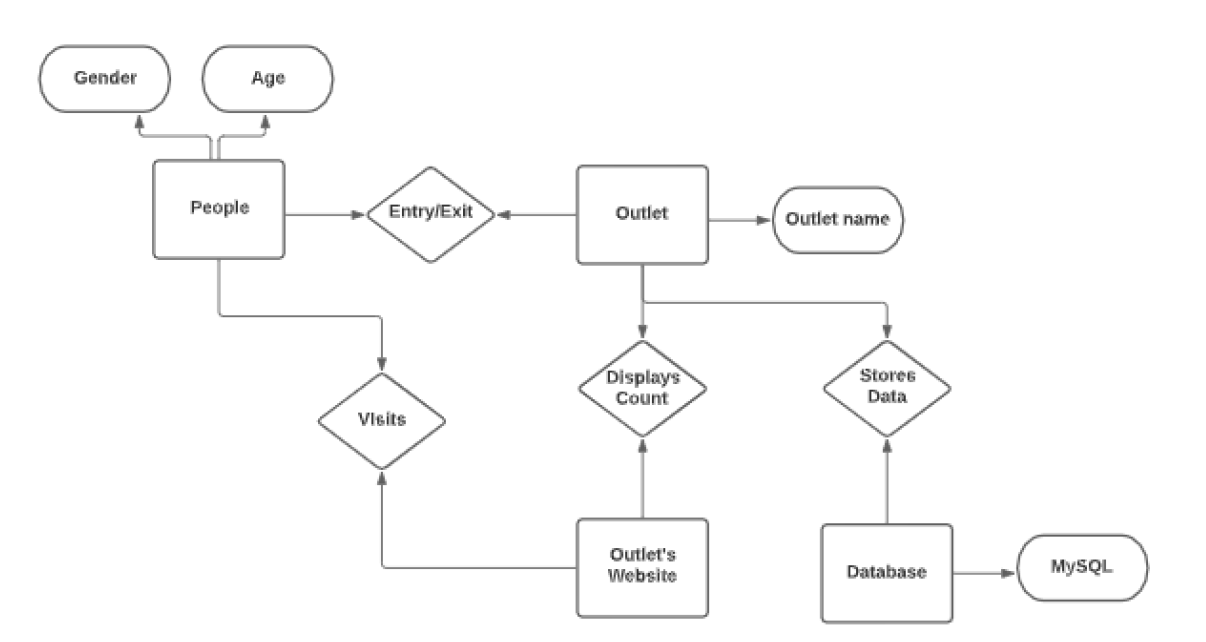 Gender
Age
People
Entry/Exit
Outlet
Outlet name
Displays
Count
Stores
Data
VIsits
Outlet's
Website
Database
MySQL